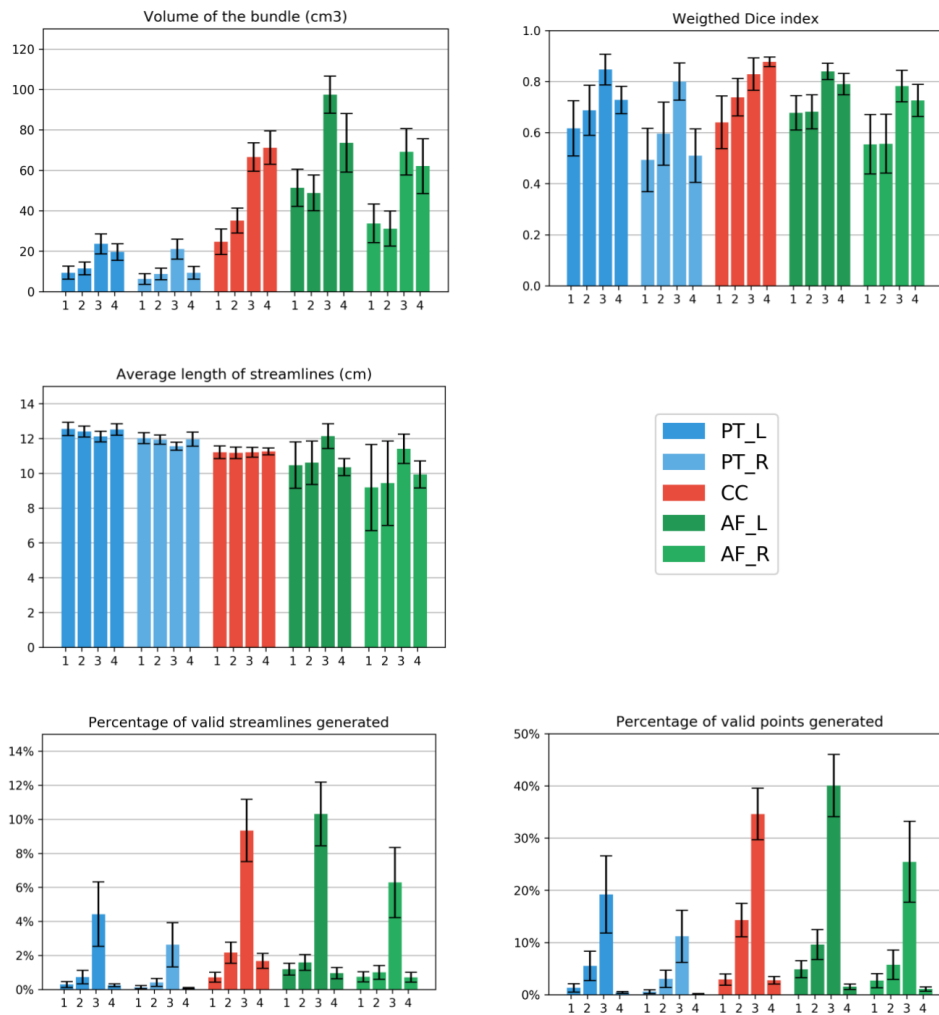 Volume of the bundle (cm3)
120
100
80
60
40
20
0
1 2 3 4 1 2 3 4 1 2 3 4 1 2 3 4 1 2 3 4
Weigthed Dice index
1.0
0.8
0.6
0.4
0.2
0.0
1 2 3 4 1 2 3 4 1 2 3 4 1 2 3 4 1 2 3 4
Average length of streamlines (cm)
14
12
10
8
6
4
2
0
1 2 3 4 1 2 3 4 1 2 3 4 1 2 3 4 1 2 3 4
PT_L
PT_R
CC
AF_L
AF_R
Percentage of valid streamlines generated
14%
12%
10%
8%
6%
4%
2%
0%
1 2 3 4 1 2 3 4 1 2 3 4 1 2 3 4 1 2 3 4
Percentage of valid points generated
50%
40%
30%
20%
10%
0%
1 2 3 4 1 2 3 4 1 2 3 4 1 2 3 4 1 2 3 4